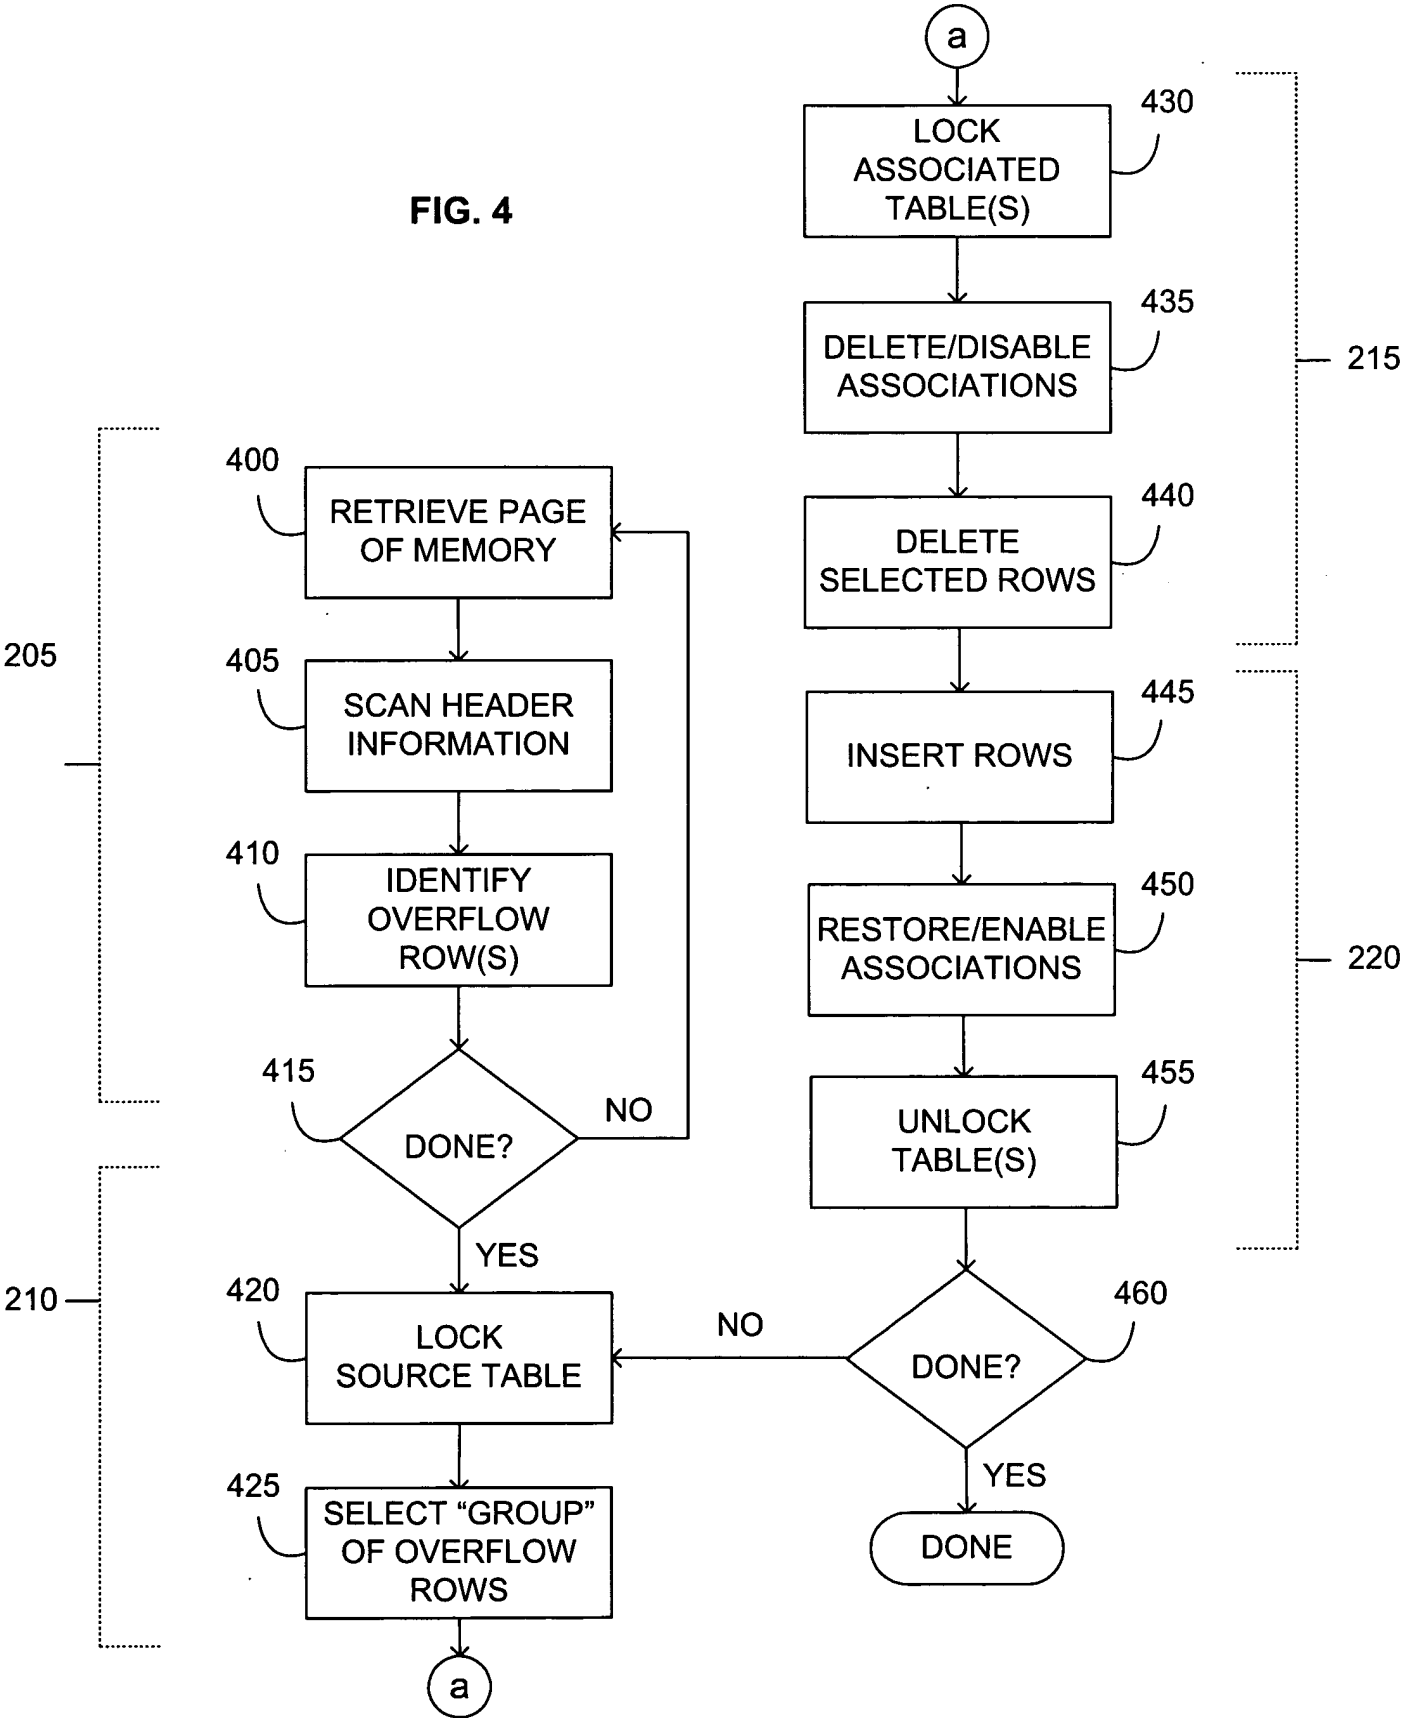 FIG. 4
205
400
RETRIEVE PAGE
OF MEMORY
405
SCAN HEADER
INFORMATION
410
IDENTIFY
OVERFLOW
ROW(S)
415
DONE?
NO
YES
210
420
LOCK
SOURCE TABLE
425
SELECT “GROUP”
OF OVERFLOW
ROWS
a
a
430
LOCK
ASSOCIATED
TABLE(S)
435
DELETE/DISABLE
ASSOCIATIONS
215
440
DELETE
SELECTED ROWS
445
INSERT ROWS
450
RESTORE/ENABLE
ASSOCIATIONS
220
455
UNLOCK
TABLE(S)
460
DONE?
NO
YES
DONE